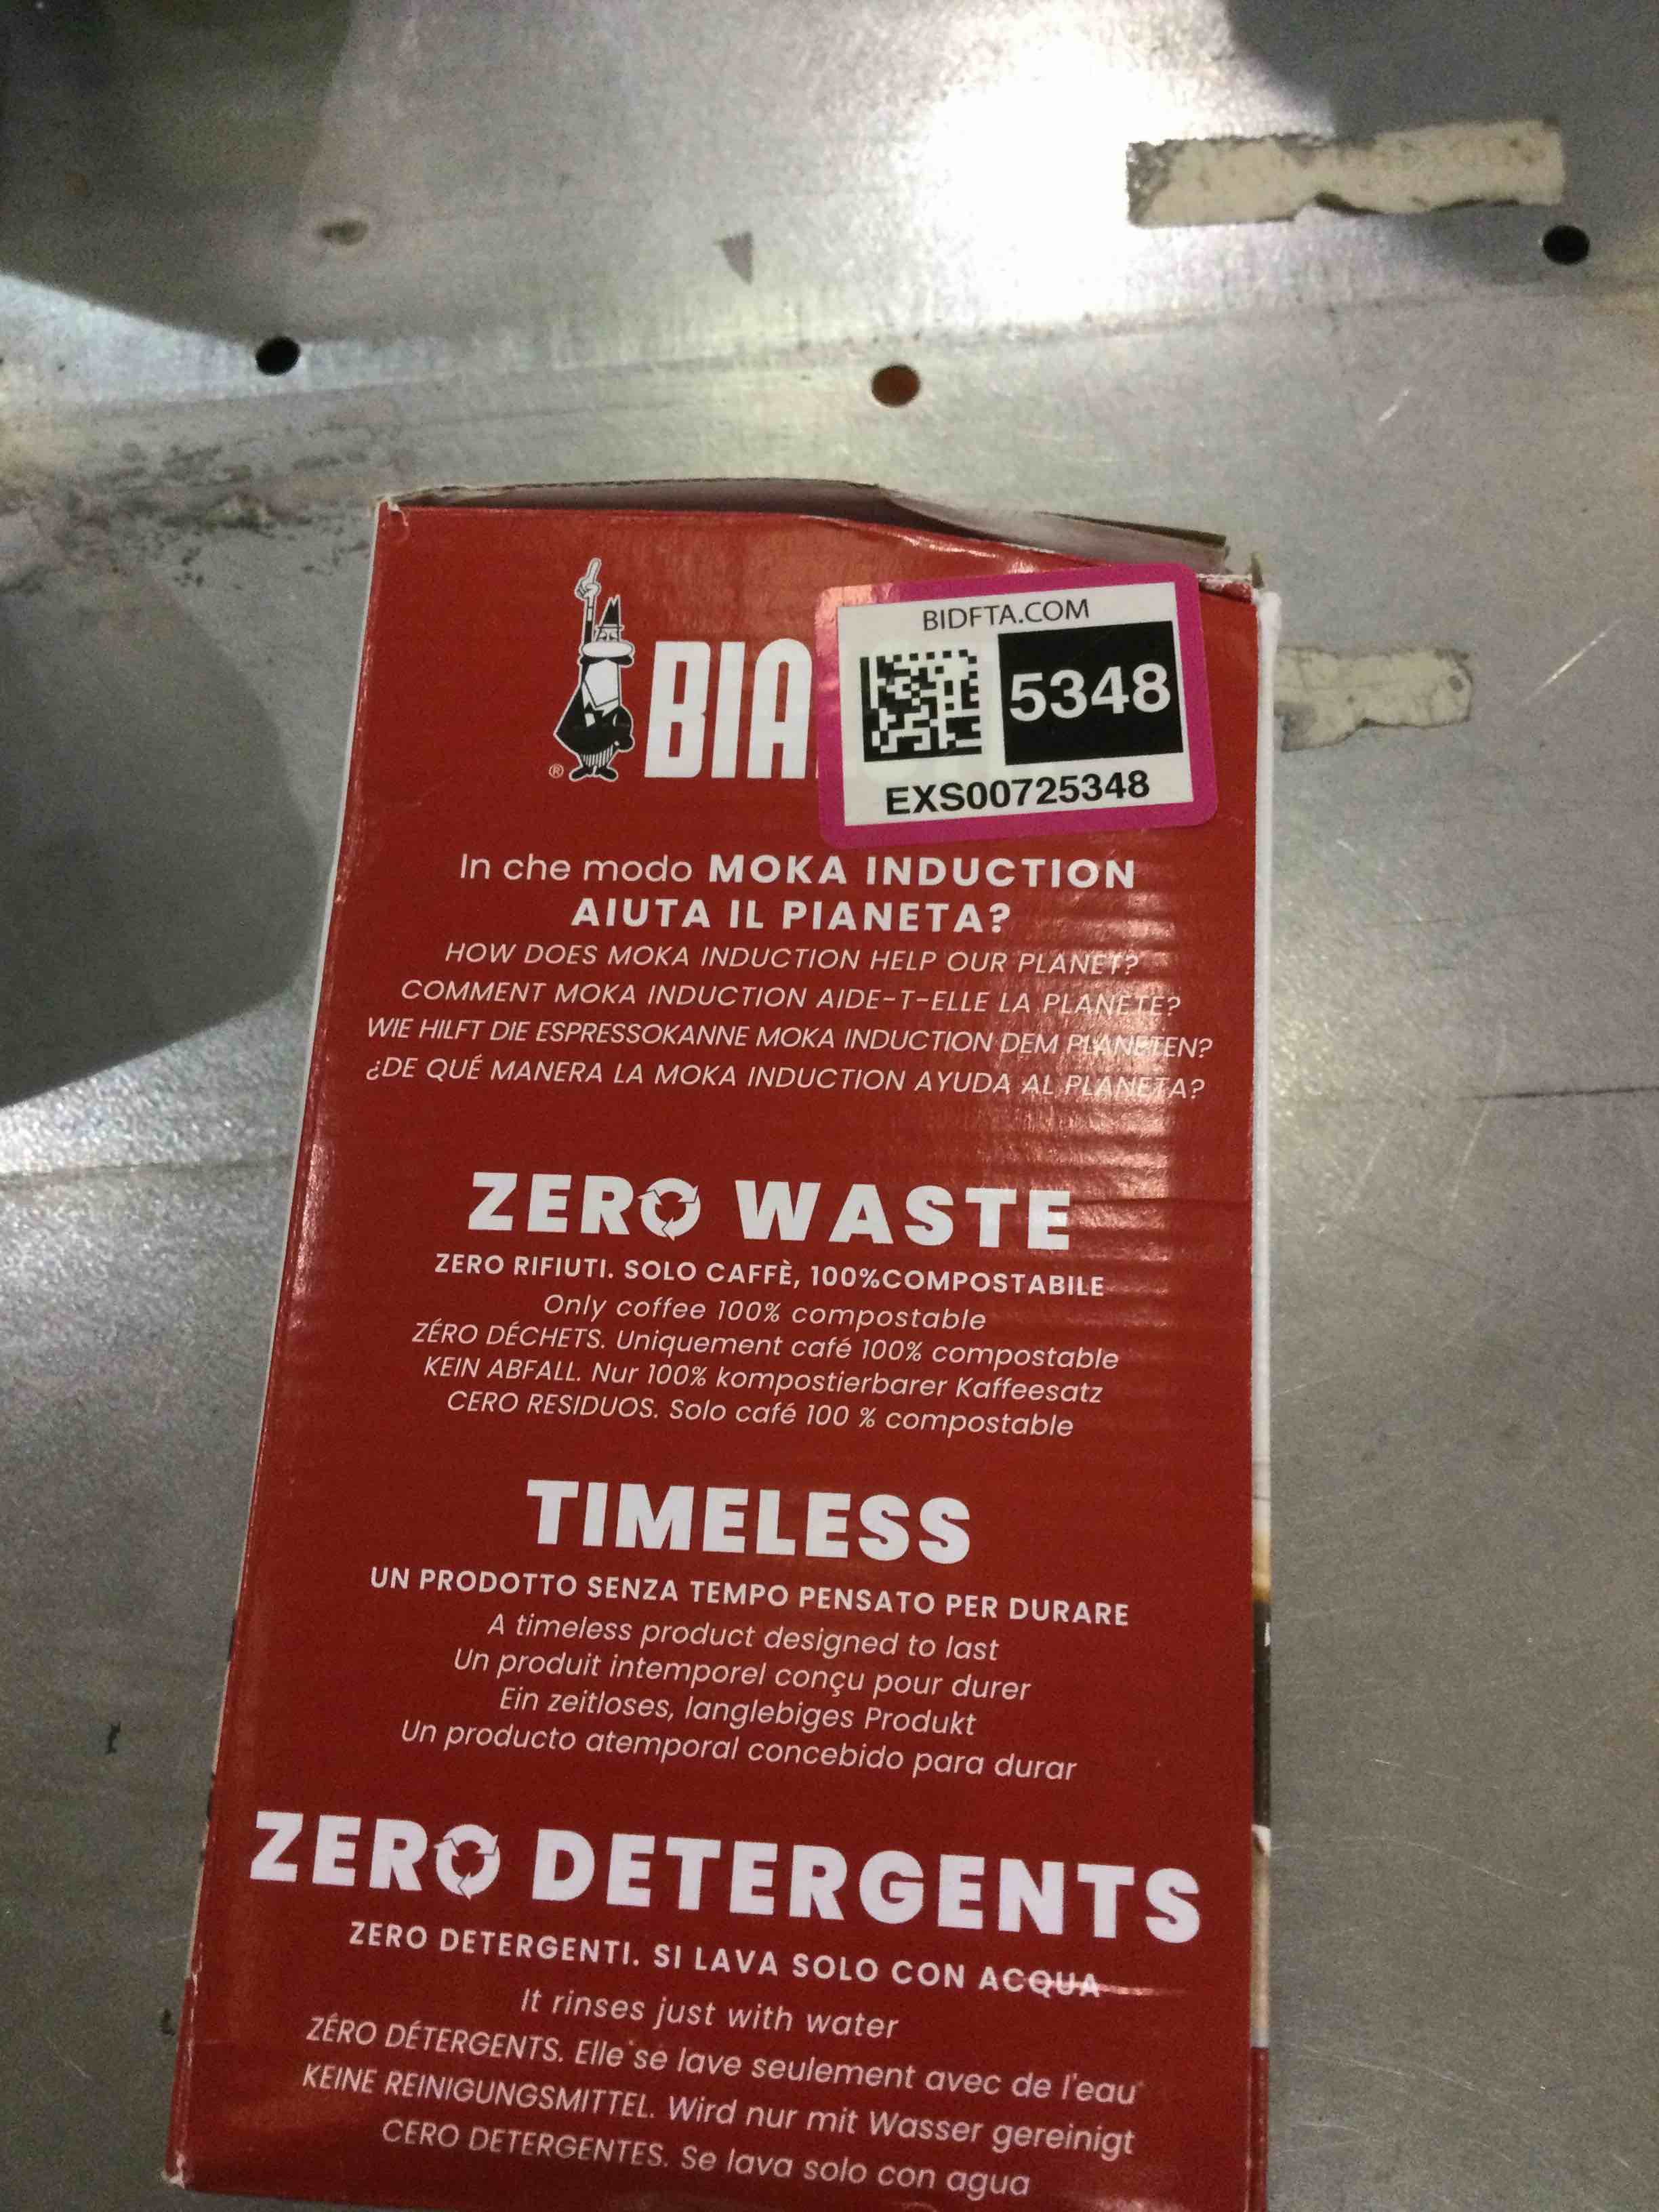 BIDFTA.COM
5348
EXS00725348
BIA
®
In che modo MOKA INDUCTION
AIUTA IL PIANETA?
HOW DOES MOKA INDUCTION HELP OUR PLANET?
COMMENT MOKA INDUCTION AIDE-T-ELLE LA PLANÈTE?
WIE HILFT DIE ESPRESSOKANNE MOKA INDUCTION DEM PLANETEN?
¿DE QUÉ MANERA LA MOKA INDUCTION AYUDA AL PLANETA?
ZERO WASTE
ZERO RIFIUTI. SOLO CAFFÈ, 100%COMPOSTABILE
Only coffee 100% compostable
ZÉRO DÉCHETS. Uniquement café 100% compostable
KEIN ABFALL. Nur 100% kompostierbarer Kaffeesatz
CERO RESIDUOS. Solo café 100 % compostable
TIMELESS
UN PRODOTTO SENZA TEMPO PENSATO PER DURARE
A timeless product designed to last
Un produit intemporel conçu pour durer
Ein zeitloses, langlebiges Produkt
Un producto atemporal concebido para durar
ZERO DETERGENTS
ZERO DETERGENTI. SI LAVA SOLO CON ACQUA
It rinses just with water
ZÉRO DÉTERGENTS. Elle se lave seulement avec de l'eau
KEINE REINIGUNGSMITTEL. Wird nur mit Wasser gereinigt
CERO DETERGENTES. Se lava solo con agua